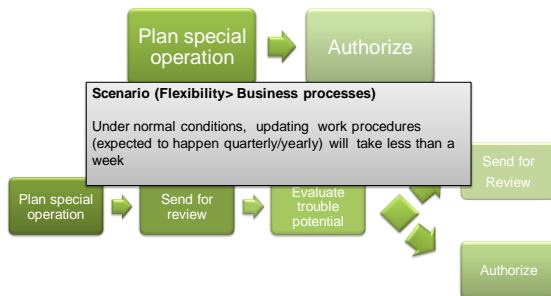 Plan special
operation
Authorize
Scenario (Flexibility> Business processes)
Under normal conditions, updating work procedures
(expected to happen quarterly/yearly) will take less than a
week
Plan special
operation
Send for
review
Evaluate
trouble
potential
Send for
Review
Authorize